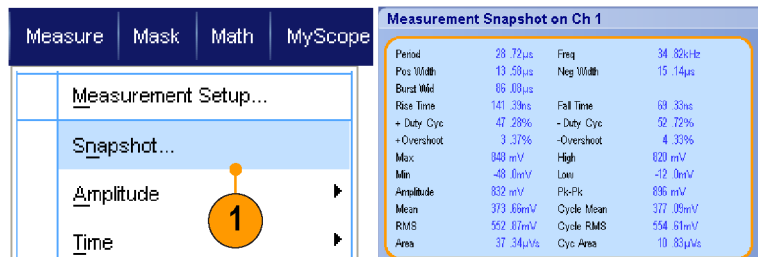 Measure Mask Math MyScope
Measurement Setup...
Snapshot...
Amplitude
Time
1
Measurement Snapshot on Ch 1
Period 28 .72µs Freq 34 .82kHz
Pos Width 13 .58µs Neg Width 15 .14µs
Burst Wid 86 .08µs
Rise Time 141 .39ns Fall Time 69 .33ns
+ Duty Cyc 47 .28% - Duty Cyc 52 .72%
+Overshoot 3 .37% -Overshoot 4 .33%
Max 848 mV High 820 mV
Min -48 .0mV Low -12 .0mV
Amplitude 832 mV Pk-Pk 896 mV
Mean 373 .66mV Cycle Mean 377 .09mV
RMS 552 .87mV Cycle RMS 554 .61mV
Area 37 .34µVs Cyc Area 10 .83µVs